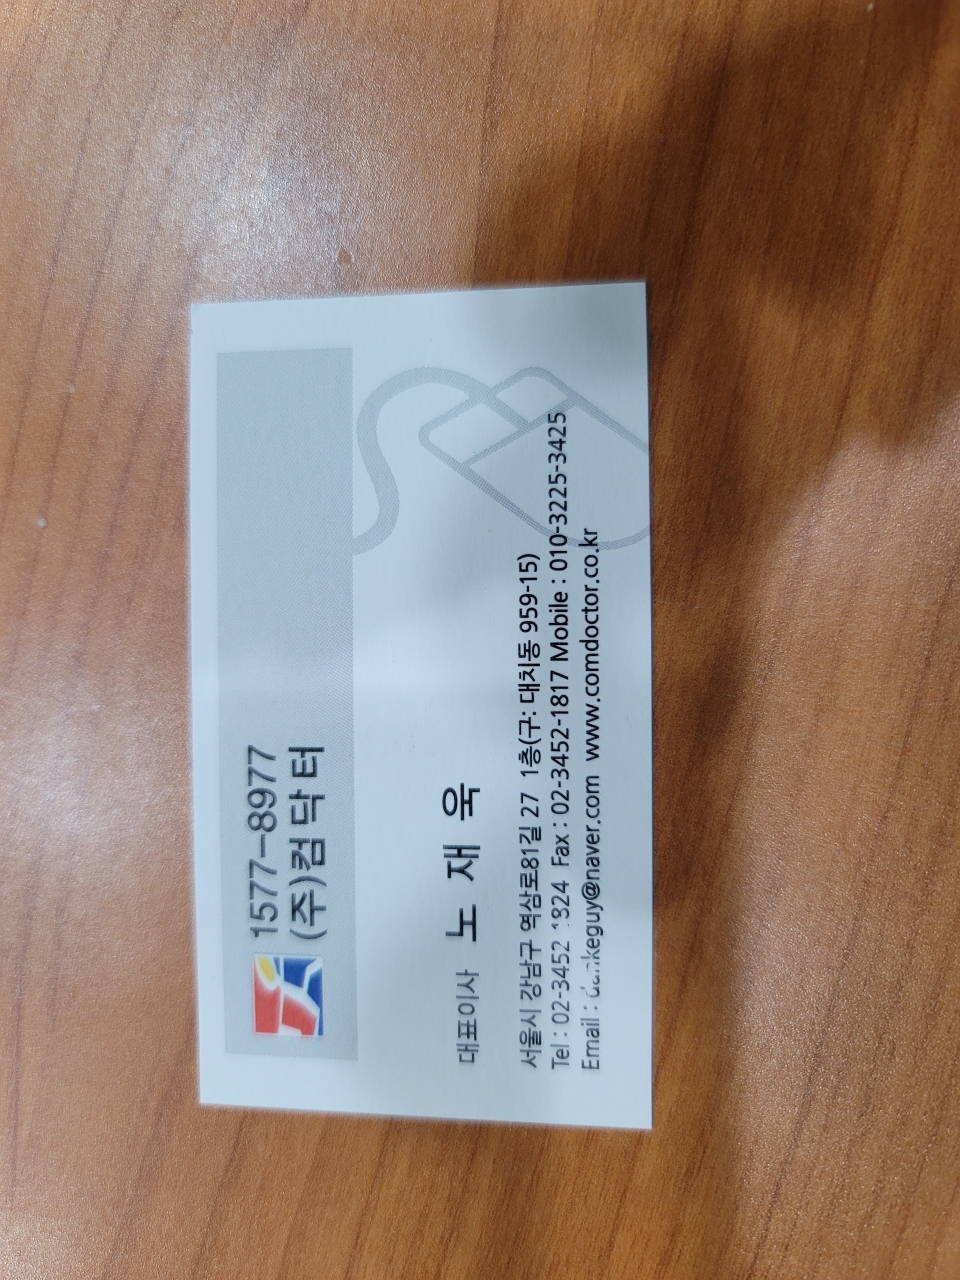 1577-8977
(주)컴닥터
대표이사 노 재 욱
서울시 강남구 역삼로81길 27 1층(구: 대치동 959-15)
Tel : 02-3452 Fax : 02-3452-1817 Mobile : 010-3225-3425
Email : www.comdoctor.co.kr